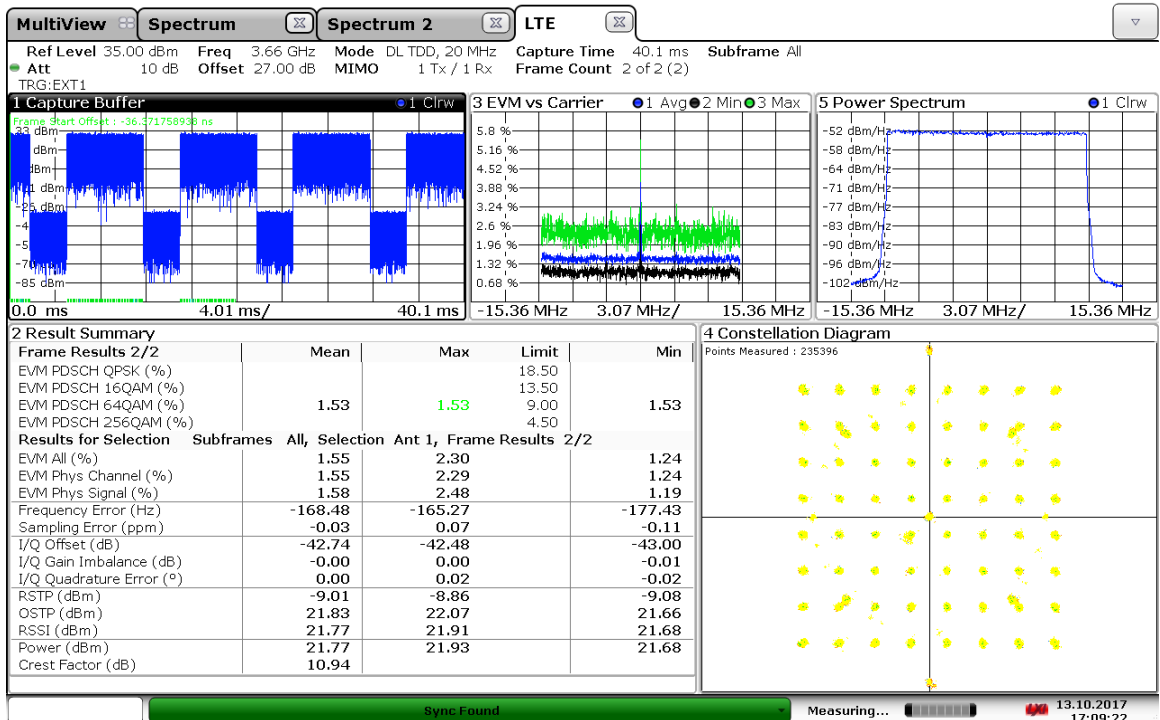 MultiView Spectrum Spectrum 2 LTE
Ref Level 35.00 dBm Freq 3.66 GHz Mode DL TDD, 20 MHz Capture Time 40.1 ms Subframe All
Att 10 dB Offset 27.00 dB MIMO 1 Tx / 1 Rx Frame Count 2 of 2 (2)
TRG:EXT1
1 Capture Buffer 1 Clrw
Frame Start Offset : -36.371758938 ns
33 dBm
dBm
dBm
dBm
-25 dBm
-85 dBm
0.0 ms 4.01 ms/ 40.1 ms
3 EVM vs Carrier 1 Avg 2 Min 3 Max
5.8 %
5.16 %
4.52 %
3.88 %
3.24 %
2.6 %
1.96 %
1.32 %
0.68 %
-15.36 MHz 3.07 MHz/ 15.36 MHz
5 Power Spectrum 1 Clrw
-52 dBm/Hz
-58 dBm/Hz
-64 dBm/Hz
-71 dBm/Hz
-77 dBm/Hz
-83 dBm/Hz
-90 dBm/Hz
-96 dBm/Hz
-102 dBm/Hz
-15.36 MHz 3.07 MHz/ 15.36 MHz
2 Result Summary
Frame Results 2/2 Mean Max Limit Min
EVM PDSCH QPSK (%) 18.50
EVM PDSCH 16QAM (%) 13.50
EVM PDSCH 64QAM (%) 1.53 1.53 9.00 1.53
EVM PDSCH 256QAM (%) 4.50
Results for Selection Subframes All, Selection Ant 1, Frame Results 2/2
EVM All (%) 1.55 2.30 1.24
EVM Phys Channel (%) 1.55 2.29 1.24
EVM Phys Signal (%) 1.58 2.48 1.19
Frequency Error (Hz) -168.48 -165.27 -177.43
Sampling Error (ppm) -0.03 0.07 -0.11
I/Q Offset (dB) -42.74 -42.48 -43.00
I/Q Gain Imbalance (dB) -0.00 0.00 -0.01
I/Q Quadrature Error (°) 0.00 0.02 -0.02
RSTP (dBm) -9.01 -8.86 -9.08
OSTP (dBm) 21.83 22.07 21.66
RSSI (dBm) 21.77 21.91 21.68
Power (dBm) 21.77 21.93 21.68
Crest Factor (dB) 10.94
4 Constellation Diagram
Points Measured : 235396
Sync Found
Measuring...
LXI
13.10.2017
17:09:22